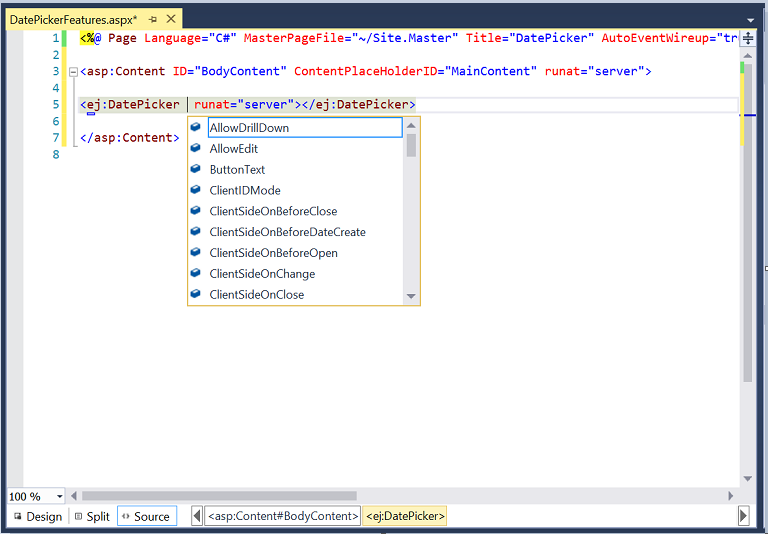 DatePickerFeatures.aspx*
1 <%@ Page Language="C#" MasterPageFile="~/Site.Master" Title="DatePicker" AutoEventWireup="tru
2
3 <asp:Content ID="BodyContent" ContentPlaceHolderID="MainContent" runat="server">
4
5 <ej:DatePicker runat="server"></ej:DatePicker>
6
7 </asp:Content>
8
AllowDrillDown
AllowEdit
ButtonText
ClientIDMode
ClientSideOnBeforeClose
ClientSideOnBeforeDateCreate
ClientSideOnBeforeOpen
ClientSideOnChange
ClientSideOnClose
100 %
Design Split Source <asp:Content#BodyContent> <ej:DatePicker>